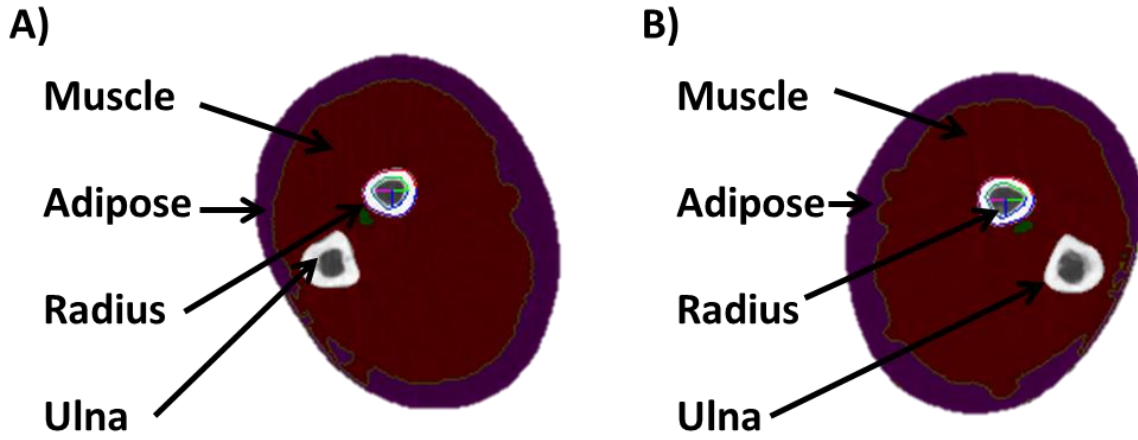 A)
Muscle
Adipose
Radius
Ulna
B)
Muscle
Adipose
Radius
Ulna